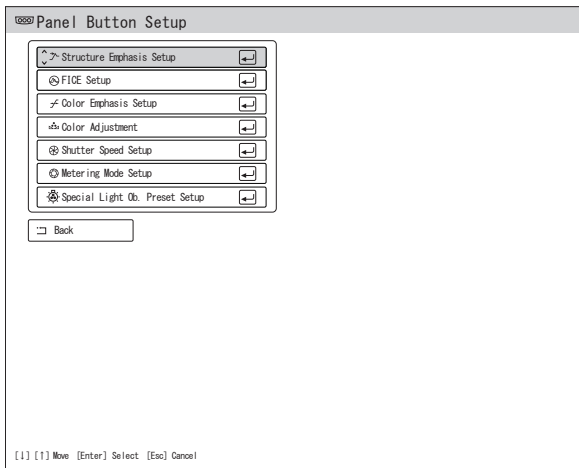 Panel Button Setup
Structure Emphasis Setup
FICE Setup
Color Emphasis Setup
Color Adjustment
Shutter Speed Setup
Metering Mode Setup
Special Light Ob. Preset Setup
Back
[↓] [↑] Move [Enter] Select [Esc] Cancel